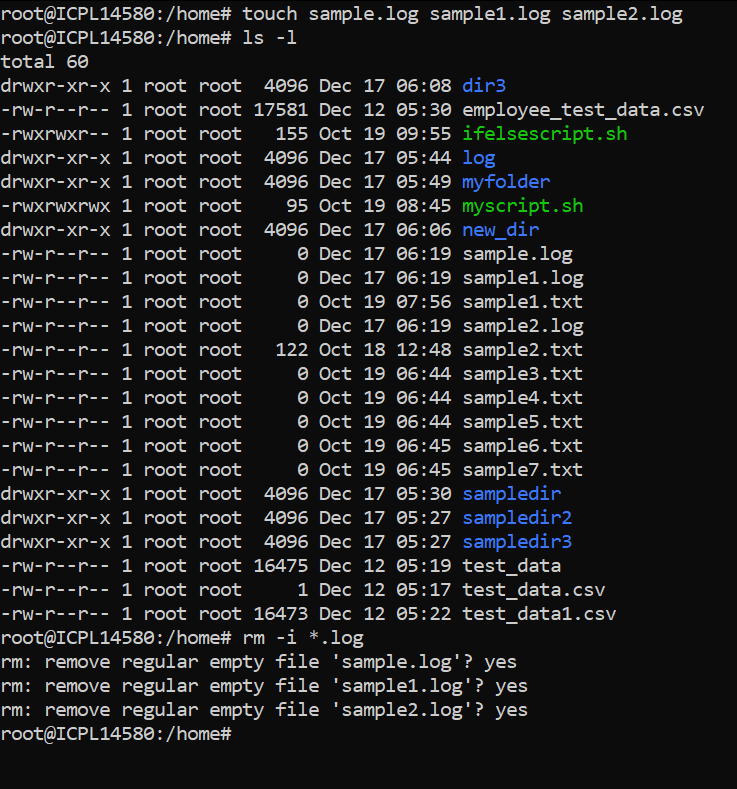 root@ICPL14580:/home# touch sample.log sample1.log sample2.log
root@ICPL14580:/home# ls -l
total 60
drwxr-xr-x 1 root root  4096 Dec 17 06:08 dir3
-rw-r--r-- 1 root root 17581 Dec 12 05:30 employee_test_data.csv
-rwxrwxr-- 1 root root   155 Oct 19 09:55 ifelsescript.sh
drwxr-xr-x 1 root root  4096 Dec 17 05:44 log
drwxr-xr-x 1 root root  4096 Dec 17 05:49 myfolder
-rwxrwxrwx 1 root root    95 Oct 19 08:45 myscript.sh
drwxr-xr-x 1 root root  4096 Dec 17 06:06 new_dir
-rw-r--r-- 1 root root     0 Dec 17 06:19 sample.log
-rw-r--r-- 1 root root     0 Dec 17 06:19 sample1.log
-rw-r--r-- 1 root root     0 Oct 19 07:56 sample1.txt
-rw-r--r-- 1 root root     0 Dec 17 06:19 sample2.log
-rw-r--r-- 1 root root   122 Oct 18 12:48 sample2.txt
-rw-r--r-- 1 root root     0 Oct 19 06:44 sample3.txt
-rw-r--r-- 1 root root     0 Oct 19 06:44 sample4.txt
-rw-r--r-- 1 root root     0 Oct 19 06:44 sample5.txt
-rw-r--r-- 1 root root     0 Oct 19 06:45 sample6.txt
-rw-r--r-- 1 root root     0 Oct 19 06:45 sample7.txt
drwxr-xr-x 1 root root  4096 Dec 17 05:30 sampledir
drwxr-xr-x 1 root root  4096 Dec 17 05:27 sampledir2
drwxr-xr-x 1 root root  4096 Dec 17 05:27 sampledir3
-rw-r--r-- 1 root root 16475 Dec 12 05:19 test_data
-rw-r--r-- 1 root root     1 Dec 12 05:17 test_data.csv
-rw-r--r-- 1 root root 16473 Dec 12 05:22 test_data1.csv
root@ICPL14580:/home# rm -i *.log
rm: remove regular empty file 'sample.log'? yes
rm: remove regular empty file 'sample1.log'? yes
rm: remove regular empty file 'sample2.log'? yes
root@ICPL14580:/home#